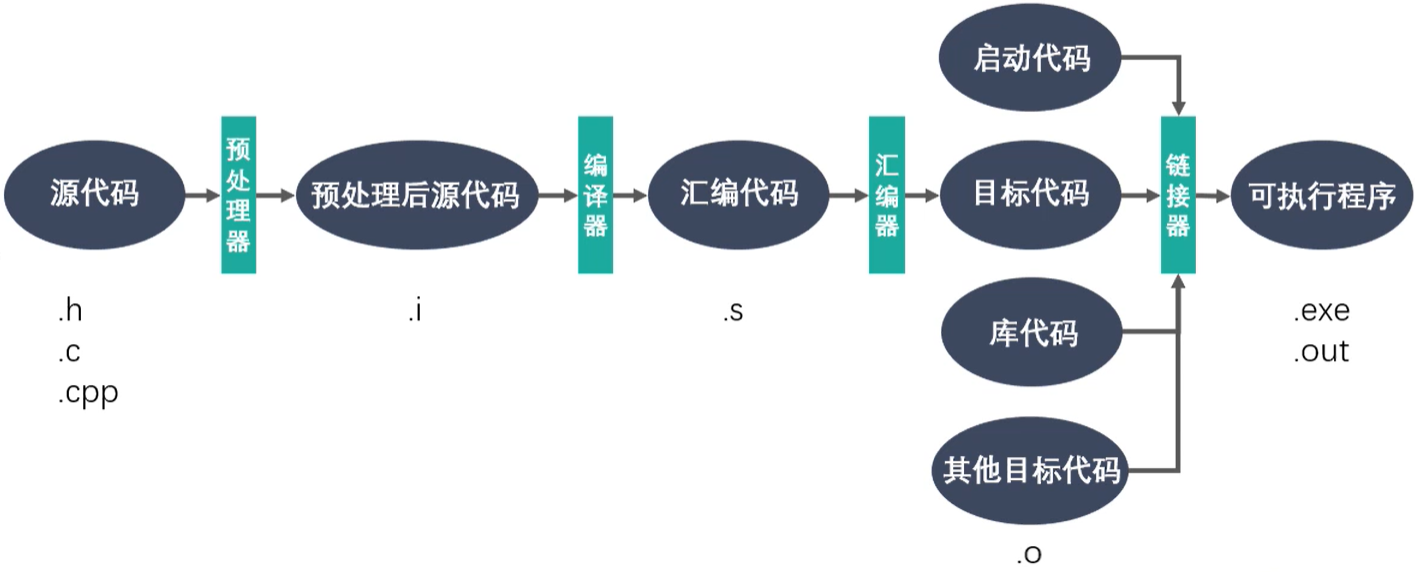 启动代码
源代码
预处理器
预处理后源代码
编译器
汇编代码
汇编器
目标代码
链接器
可执行程序
.h
.c
.cpp
.i
.s
库代码
.exe
.out
其他目标代码
.o